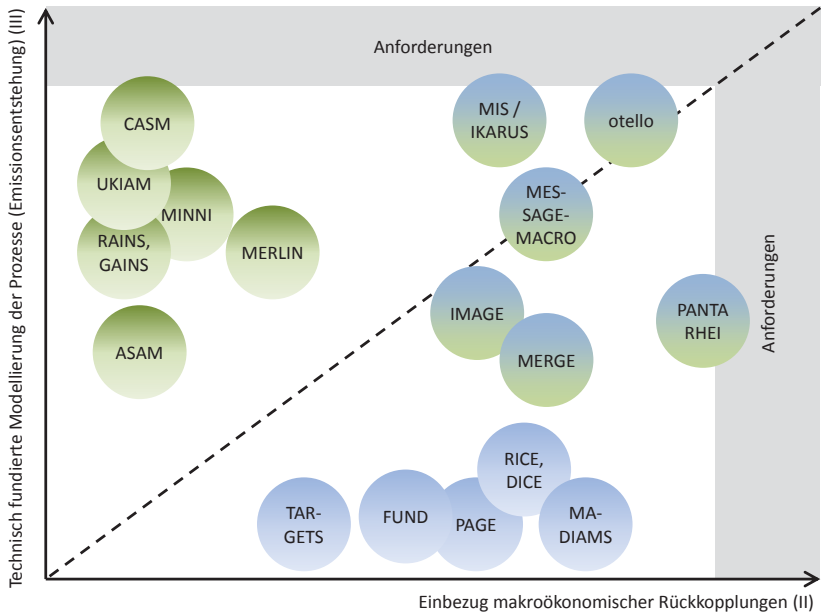 Technisch fundierte Modellierung der Prozesse (Emissionsentstehung) (III)
Anforderungen
CASM
MIS /
IKARUS
otello
UKIAM
MINNI
MES-
SAGE-
MACRO
RAINS,
GAINS
MERLIN
Anforderungen
IMAGE
PANTA
RHEI
ASAM
MERGE
RICE,
DICE
TAR-
GETS
FUND
PAGE
MA-
DIAMS
Einbezug makroökonomischer Rückkopplungen (II)